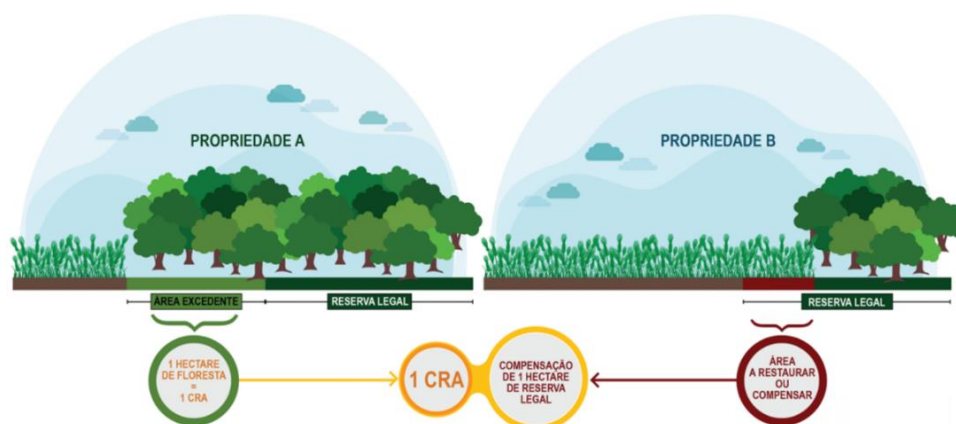 PROPRIEDADE A
PROPRIEDADE B
ÁREA EXCEDENTE
RESERVA LEGAL
RESERVA LEGAL
1 HECTARE
DE FLORESTA
=
1 CRA
1 CRA
COMPENSAÇÃO
DE 1 HECTARE
DE RESERVA
LEGAL
ÁREA
A RESTAURAR
OU
COMPENSAR